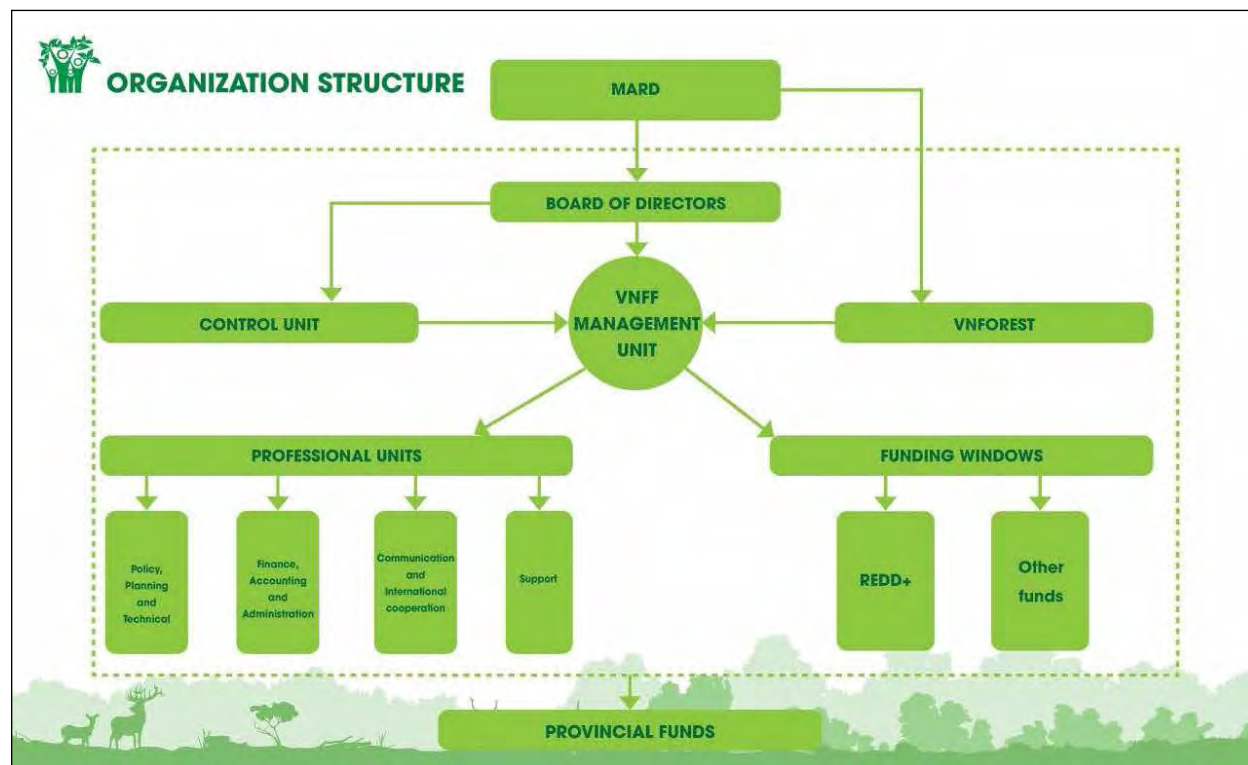 ORGANIZATION STRUCTURE
MARD
BOARD OF DIRECTORS
CONTROL UNIT
VNFF
MANAGEMENT
UNIT
VNFOREST
PROFESSIONAL UNITS
FUNDING WINDOWS
Policy,
Planning
and
Technical
Finance,
Accounting
and
Administration
Communication
and
International
cooperation
Support
REDD+
Other
funds
PROVINCIAL FUNDS